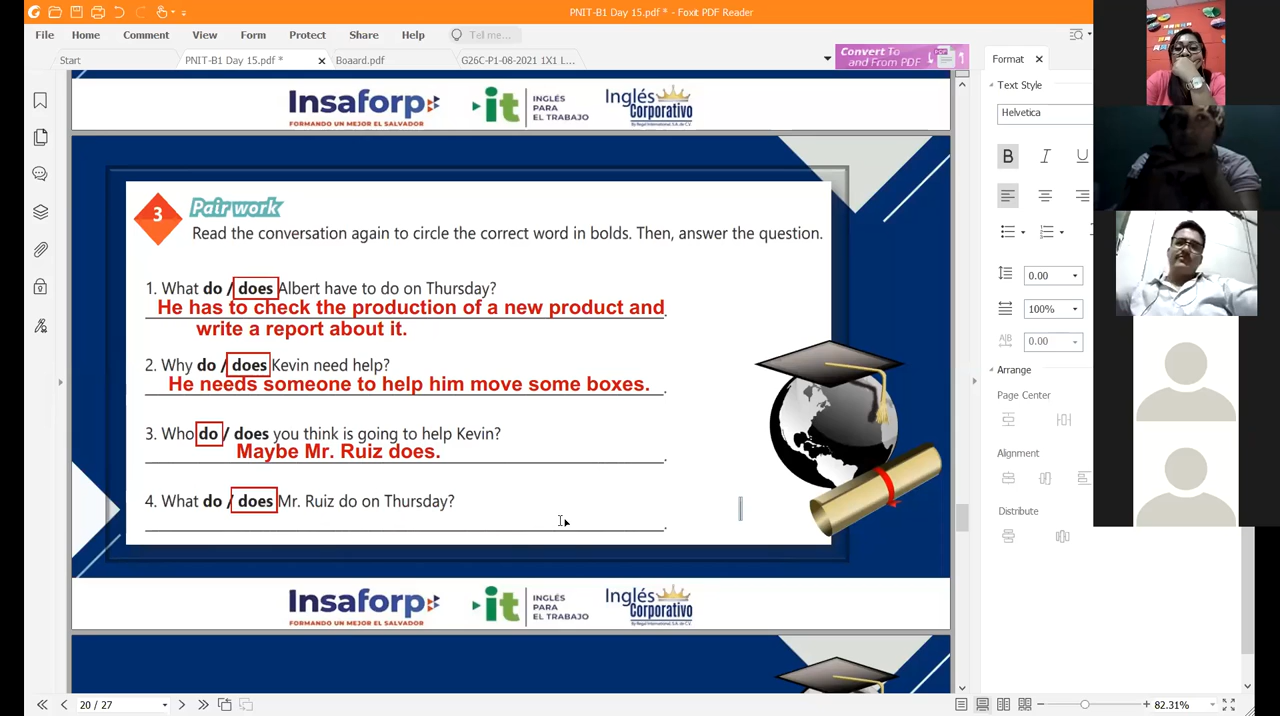 PNIT-B1 Day 15.pdf * - Foxit PDF Reader
File Home Comment View Form Protect Share Help Tell me...
Start PNIT-B1 Day 15.pdf * Boaard.pdf G26C-P1-08-2021 1X1 L...
Convert To
and From PDF
Insaforp
FORMANDO UN MEJOR EL SALVADOR
it
INGLÉS
PARA
EL TRABAJO
Inglés
Corporativo
3
Pair work
Read the conversation again to circle the correct word in bolds. Then, answer the question.
1. What do / does Albert have to do on Thursday?
He has to check the production of a new product and
write a report about it.
2. Why do / does Kevin need help?
He needs someone to help him move some boxes.
3. Who do / does you think is going to help Kevin?
Maybe Mr. Ruiz does.
4. What do / does Mr. Ruiz do on Thursday?
Insaforp
FORMANDO UN MEJOR EL SALVADOR
it
INGLÉS
PARA
EL TRABAJO
Inglés
Corporativo
20 / 27
82.31%
Format
Text Style
Helvetica
B I U
0.00
100%
0.00
Arrange
Page Center
Alignment
Distribute